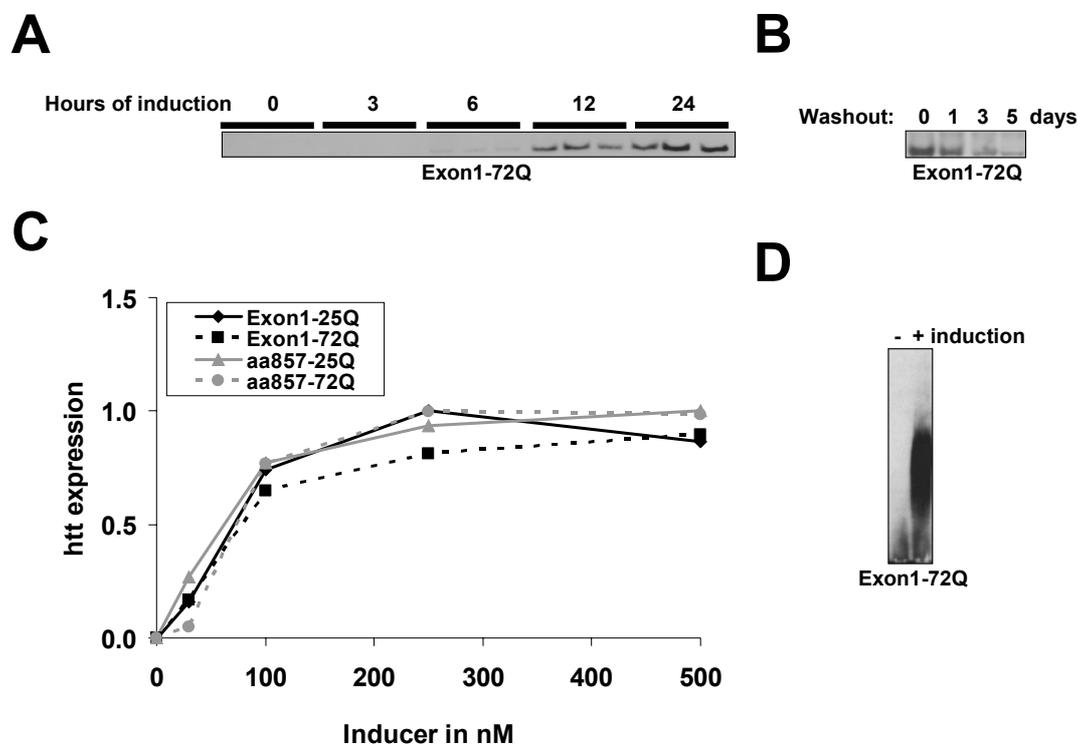 A
Hours of induction 0 3 6 12 24
Exon1-72Q
B
Washout: 0 1 3 5 days
Exon1-72Q
C
htt expression
1.5
1.0
0.5
0.0
Exon1-25Q
Exon1-72Q
aa857-25Q
aa857-72Q
0 100 200 300 400 500
Inducer in nM
D
- + induction
Exon1-72Q